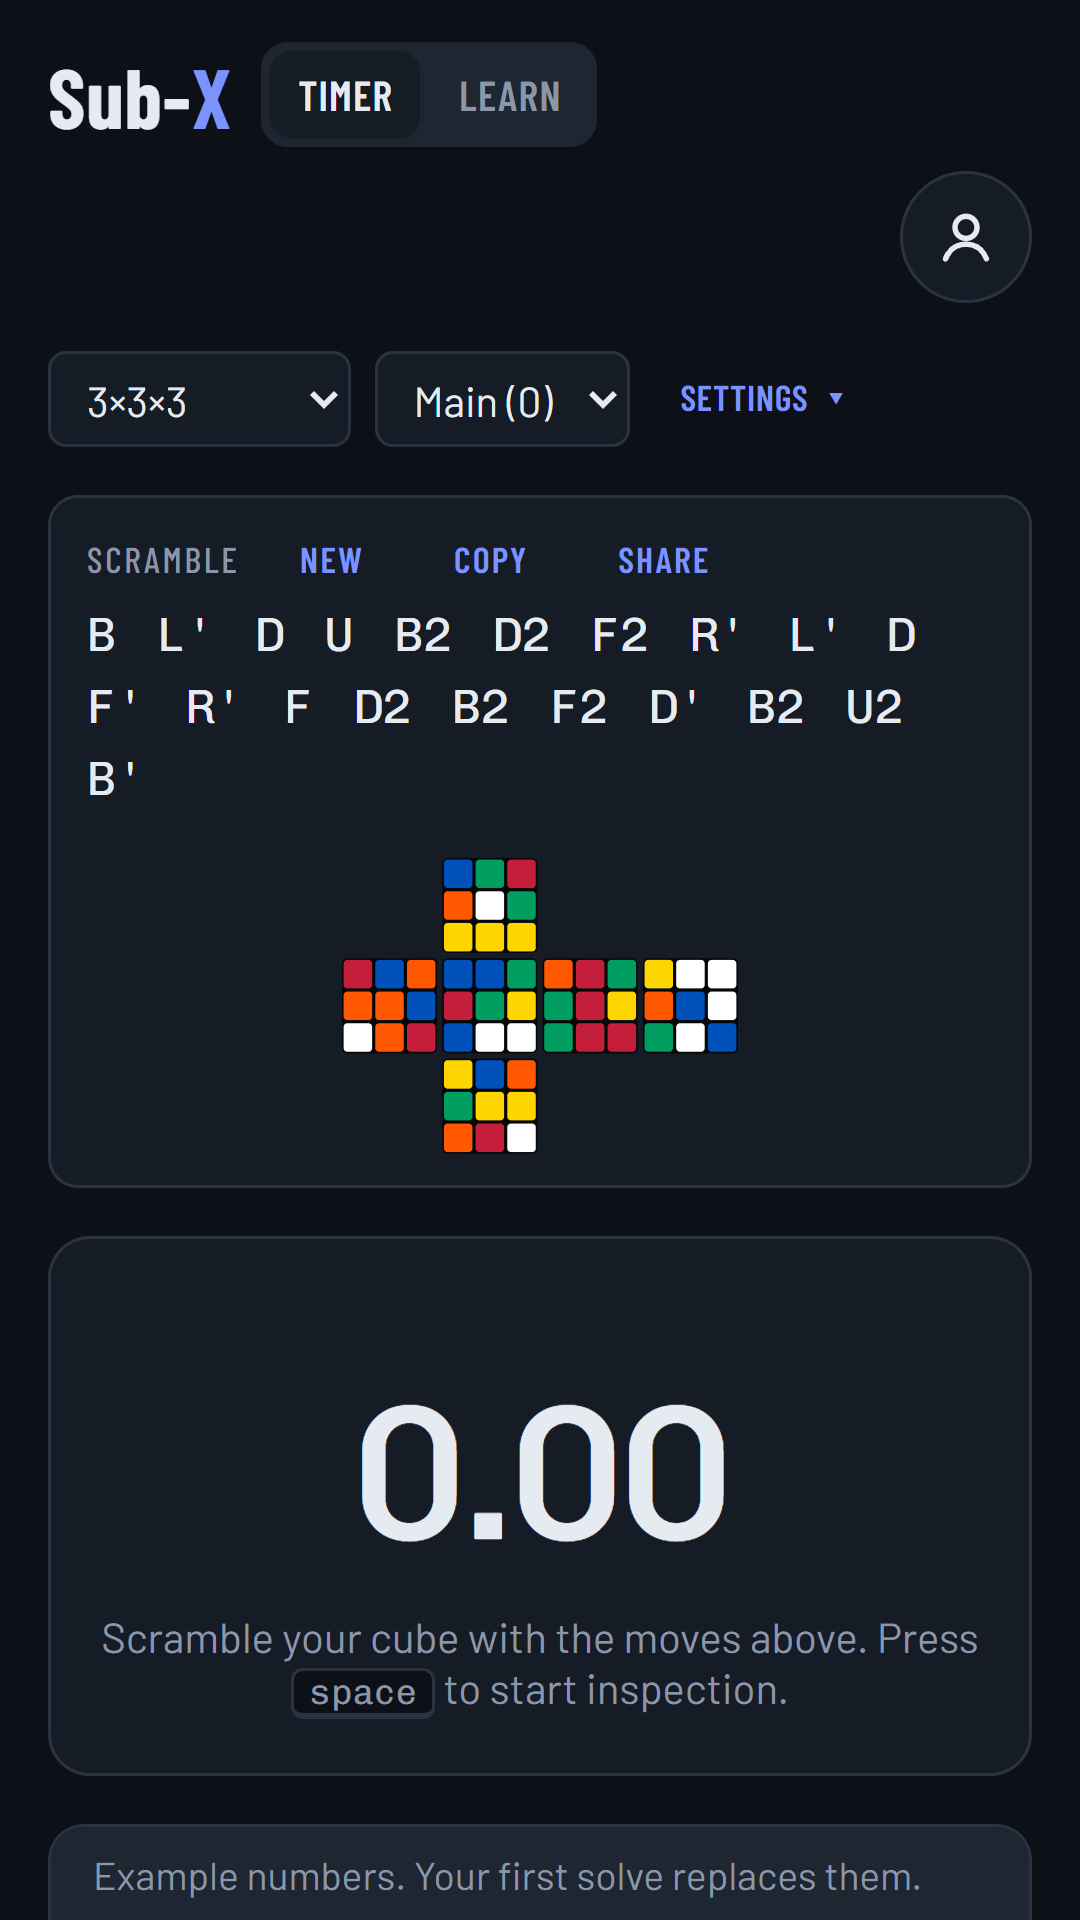 Sub-X TIMER LEARN
3×3×3 Main (0) SETTINGS ▼
SCRAMBLE NEW COPY SHARE
B L' D U B2 D2 F2 R' L' D
F' R' F D2 B2 F2 D' B2 U2
B'
0.00
Scramble your cube with the moves above. Press
space to start inspection.
Example numbers. Your first solve replaces them.